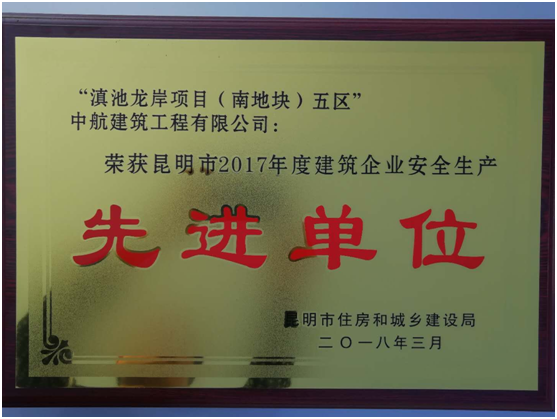 “滇池龙岸项目（南地块）五区”
中航建筑工程有限公司：
荣获昆明市2017年度建筑企业安全生产
先进单位
昆明市住房和城乡建设局
二〇一八年三月